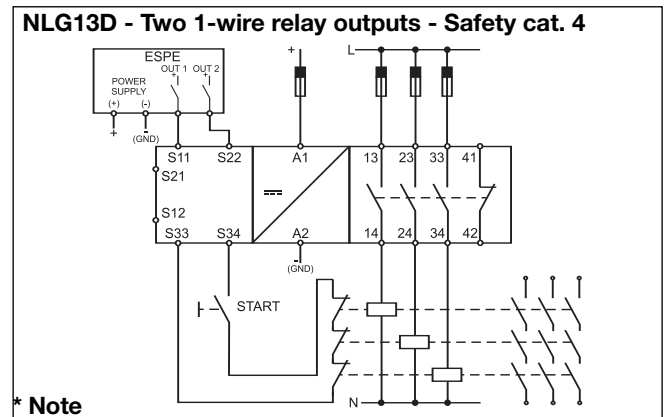 NLG13D - Two 1-wire relay outputs - Safety cat. 4
ESPE
OUT 1 OUT 2
+ +
POWER
SUPPLY
(+) (-)
+ -
(GND)
+
L
S11 S22 A1 13 23 33 41
S21
S12
S33 S34 A2 14 24 34 42
-
(GND)
START
N
* Note